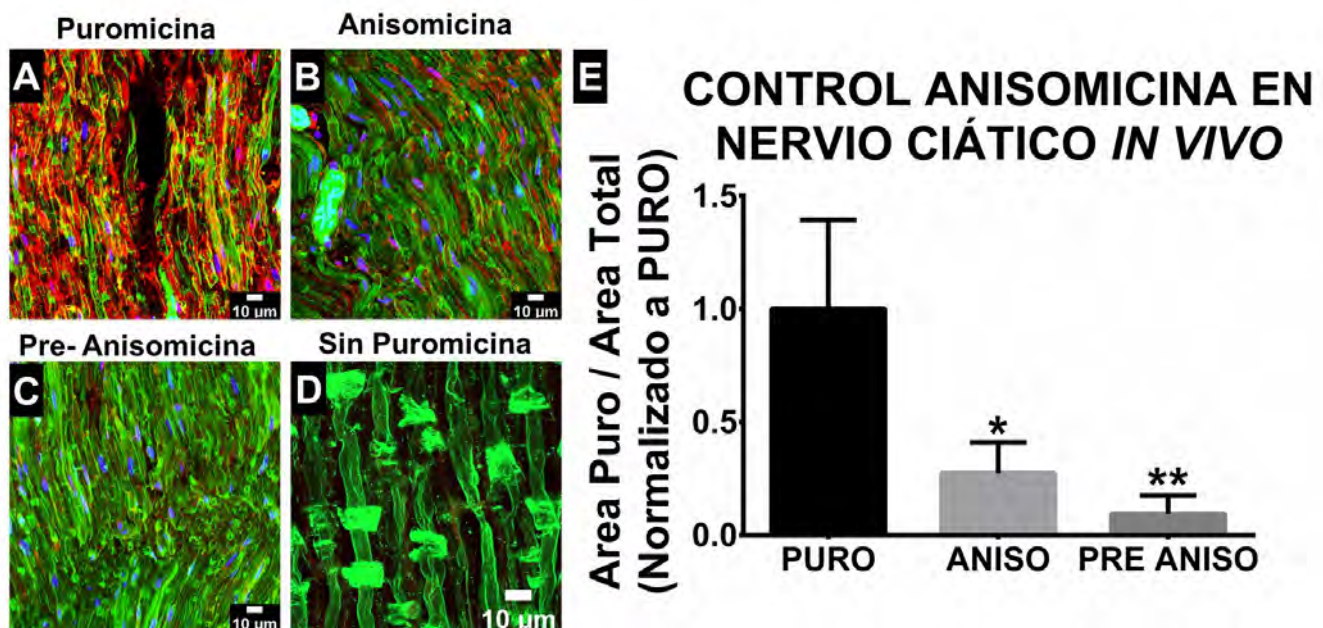 Puromicina
Anisomicina
A
B
10 µm
10 µm
Pre- Anisomicina
Sin Puromicina
C
D
10 µm
10 µm
E
CONTROL ANISOMICINA EN
NERVIO CIÁTICO IN VIVO
Area Puro / Area Total
(Normalizado a PURO)
1.5
1.0
0.5
0.0
*
**
PURO
ANISO
PRE ANISO